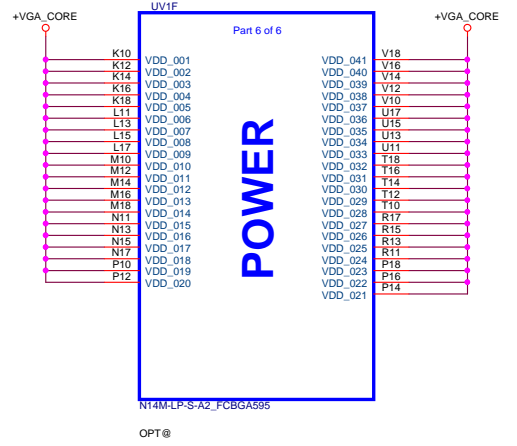 UV1F
+VGA_CORE
+VGA_CORE
Part 6 of 6
K10 VDD_001 VDD_041 V18
K12 VDD_002 VDD_040 V16
K14 VDD_003 VDD_039 V14
K16 VDD_004 VDD_038 V12
K18 VDD_005 VDD_037 V10
L11 VDD_006 VDD_036 U17
L13 VDD_007 VDD_035 U15
L15 VDD_008 VDD_034 U13
L17 VDD_009 VDD_033 U11
M10 VDD_010 VDD_032 T18
M12 VDD_011 VDD_031 T16
M14 VDD_012 VDD_030 T14
M16 VDD_013 VDD_029 T12
M18 VDD_014 VDD_028 T10
N11 VDD_015 VDD_027 R17
N13 VDD_016 VDD_026 R15
N15 VDD_017 VDD_025 R13
N17 VDD_018 VDD_024 R11
P10 VDD_019 VDD_023 P18
P12 VDD_020 VDD_022 P16
VDD_021 P14
POWER
N14M-LP-S-A2_FCBGA595
OPT@